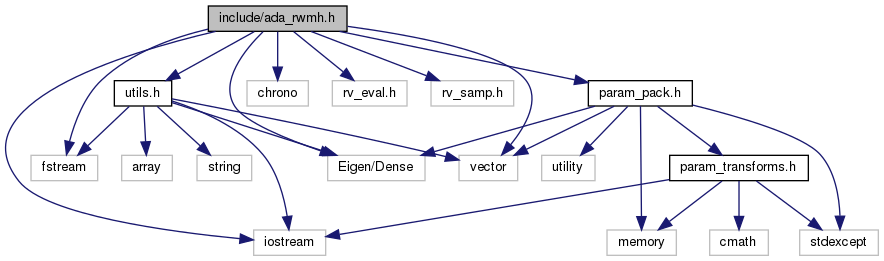 include/ada_rwmh.h
utils.h
chrono
rv_eval.h
rv_samp.h
param_pack.h
fstream
array
string
Eigen/Dense
vector
utility
param_transforms.h
iostream
memory
cmath
stdexcept